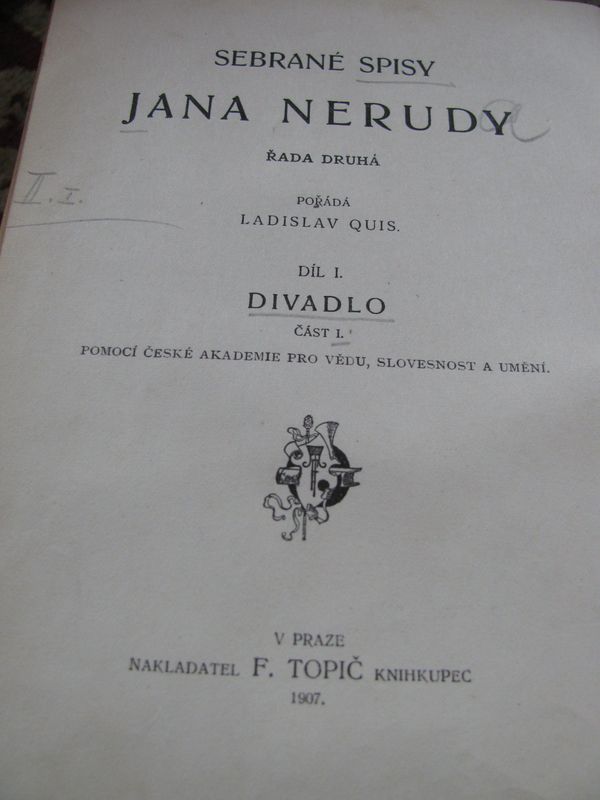 SEBRANÉ SPISY
JANA NERUDY a
ŘADA DRUHÁ
II. I.
POŘÁDÁ
LADISLAV QUIS.
DÍL I.
DIVADLO
ČÁST I.
POMOCÍ ČESKÉ AKADEMIE PRO VĚDU, SLOVESNOST A UMĚNÍ.
V PRAZE
NAKLADATEL F. TOPIČ KNIHKUPEC
1907.